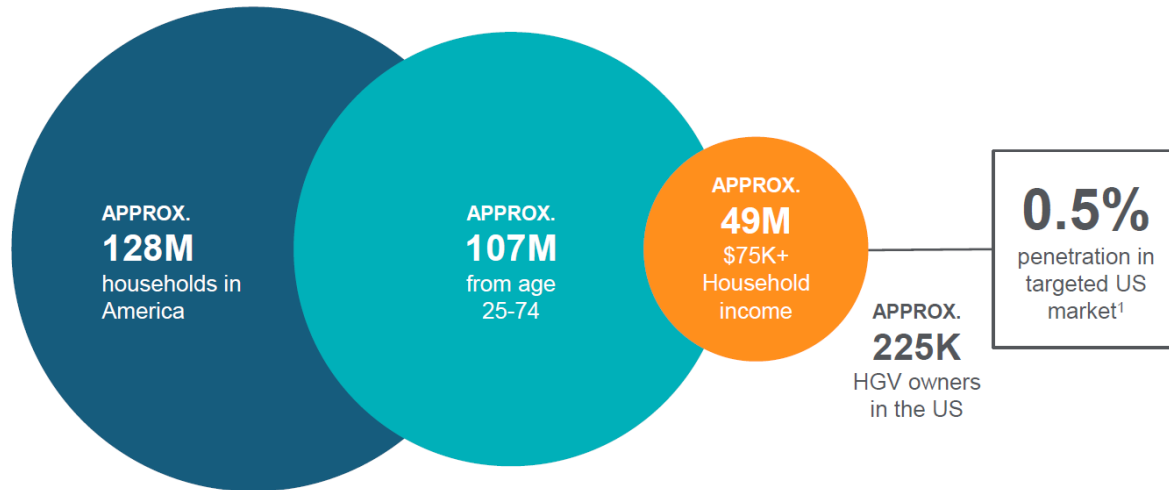 APPROX.
128M
households in
America
APPROX.
107M
from age
25-74
APPROX.
49M
$75K+
Household
income
APPROX.
225K
HGV owners
in the US
0.5%
penetration in
targeted US
market¹